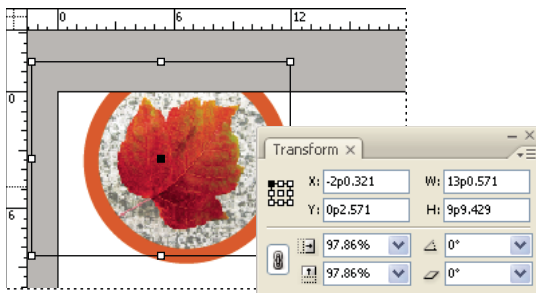 0 6 12
0
6
Transform ×
X: -2p0.321 W: 13p0.571
Y: 0p2.571 H: 9p9.429
97.86% 0°
97.86% 0°